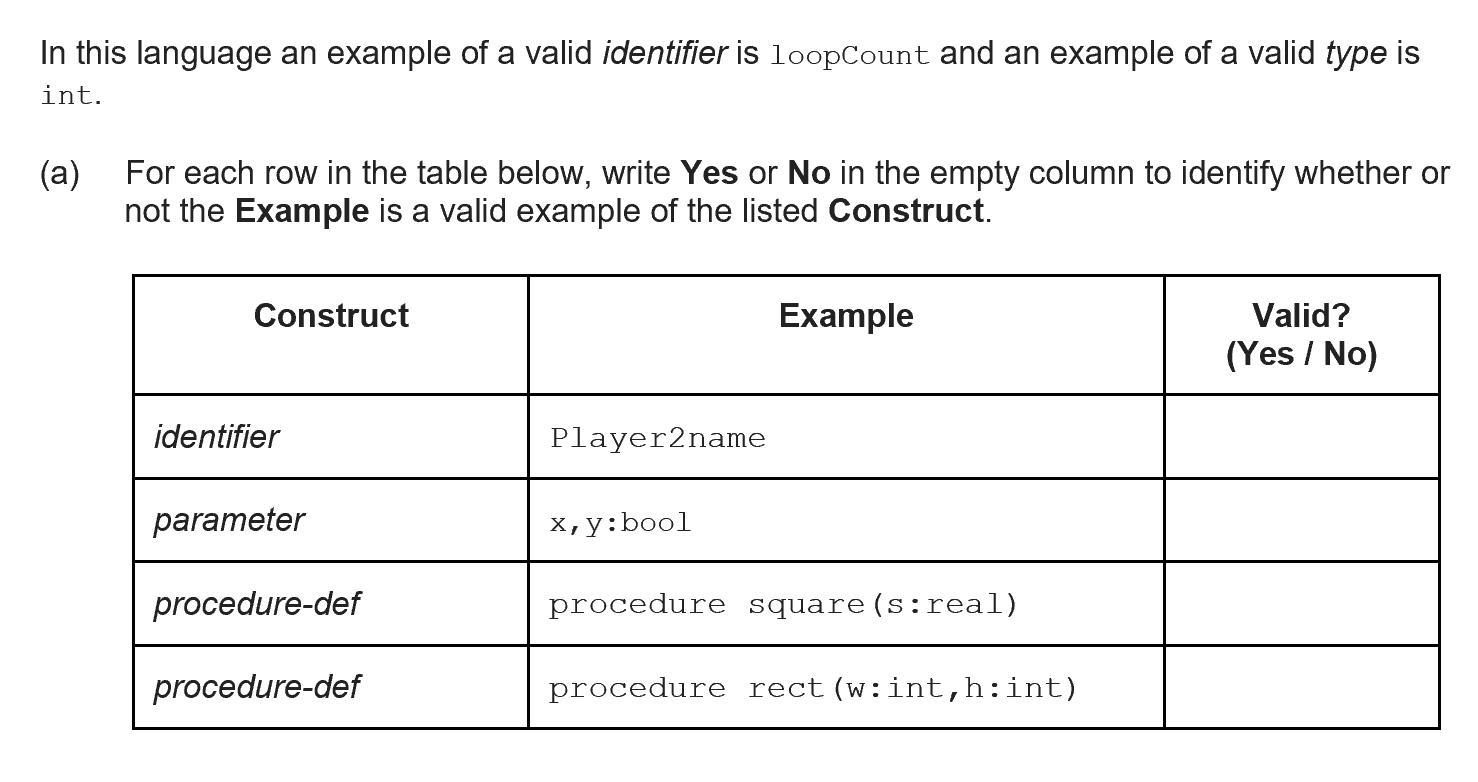 In this language an example of a valid identifier is loopCount and an example of a valid type is
int.
(a) For each row in the table below, write Yes or No in the empty column to identify whether or
not the Example is a valid example of the listed Construct.
Construct Example Valid?
(Yes / No)
identifier Player2name
parameter x,y:bool
procedure-def procedure square(s:real)
procedure-def procedure rect(w:int,h:int)